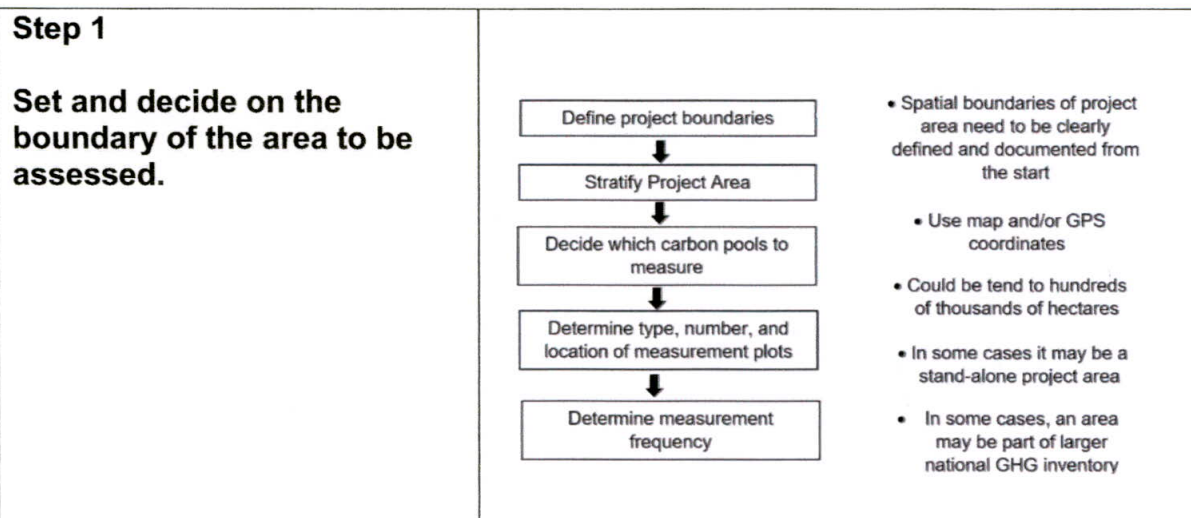 Step 1
Set and decide on the
boundary of the area to be
assessed.
Define project boundaries
Stratify Project Area
Decide which carbon pools to
measure
Determine type, number, and
location of measurement plots
Determine measurement
frequency
• Spatial boundaries of project
area need to be clearly
defined and documented from
the start
• Use map and/or GPS
coordinates
• Could be tend to hundreds
of thousands of hectares
• In some cases it may be a
stand-alone project area
• In some cases, an area
may be part of larger
national GHG inventory